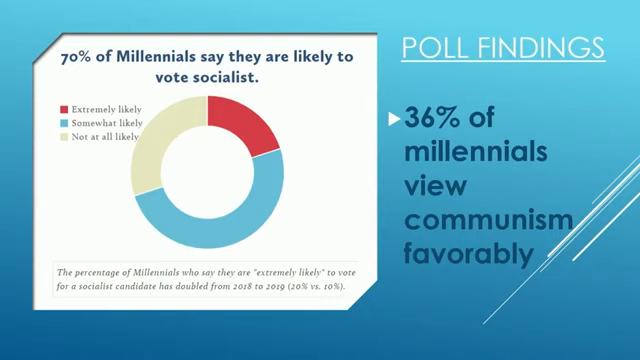 70% of Millennials say they are likely to
vote socialist.
Extremely likely
Somewhat likely
Not at all likely
The percentage of Millennials who say they are "extremely likely" to vote
for a socialist candidate has doubled from 2018 to 2019 (20% vs. 10%).
POLL FINDINGS
36% of
millennials
view
communism
favorably